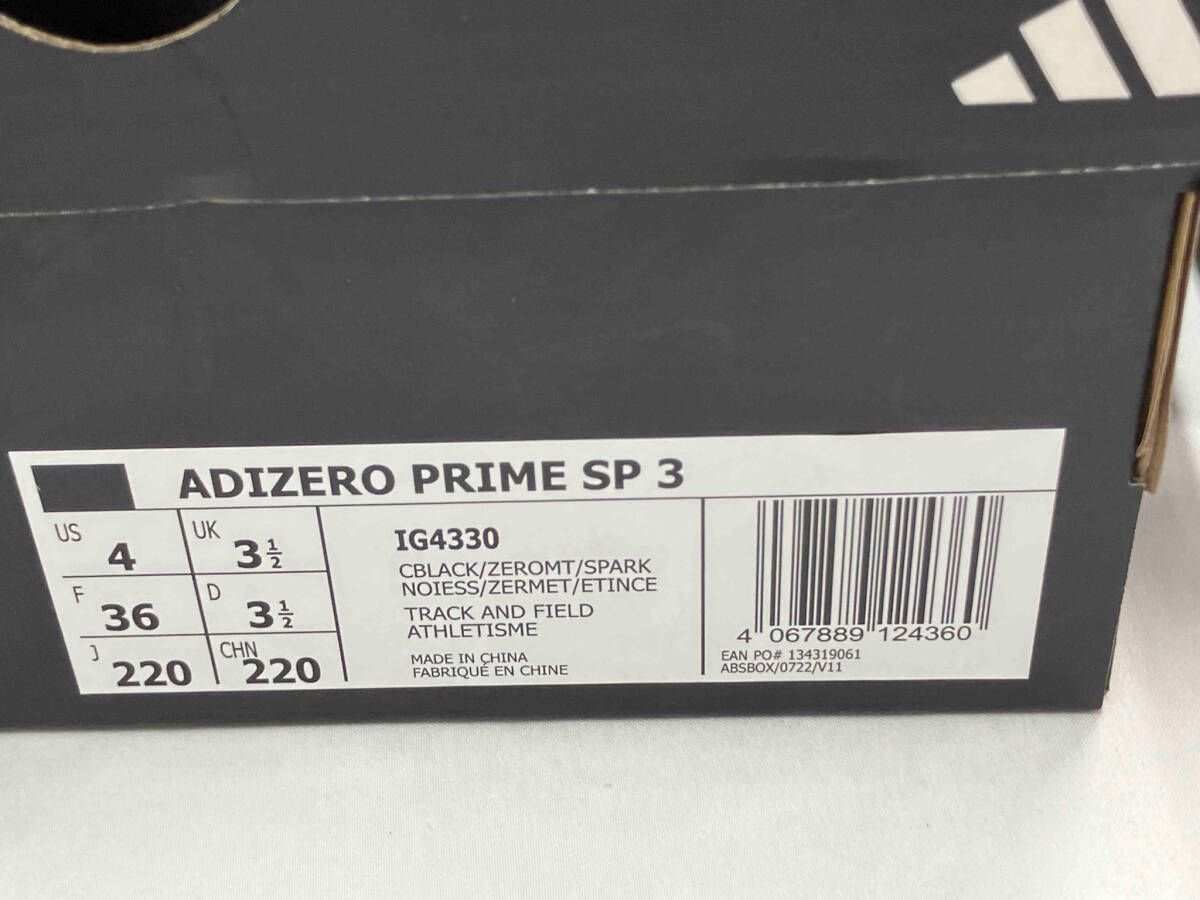 ADIZERO PRIME SP 3
US 4
UK 3½
F 36
D 3½
J 220
CHN 220
IG4330
CBLACK/ZEROMT/SPARK
NOIESS/ZERMET/ETINCE
TRACK AND FIELD
ATHLETISME
MADE IN CHINA
FABRIQUÉ EN CHINE
4 067889 124360
EAN PO# 134319061
ABSBOX/0722/V11